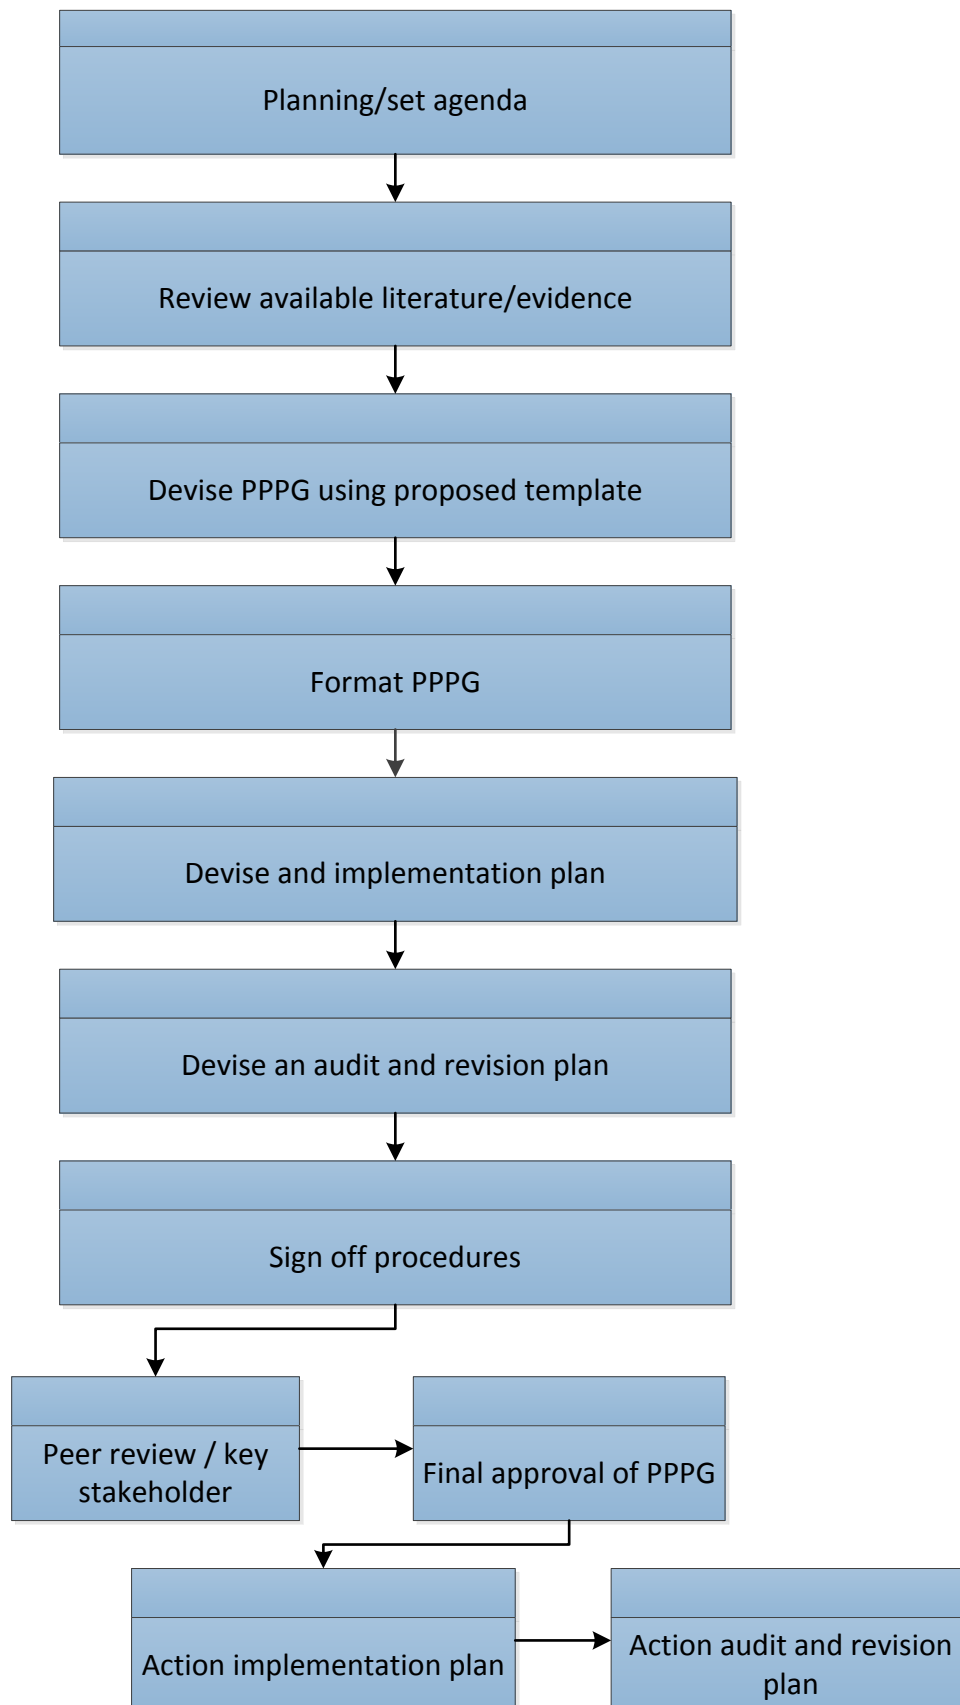 Planning/set agenda
Review available literature/evidence
Devise PPPG using proposed template
Format PPPG
Devise and implementation plan
Devise an audit and revision plan
Sign off procedures
Peer review / key
stakeholder
Final approval of PPPG
Action implementation plan
Action audit and revision
plan